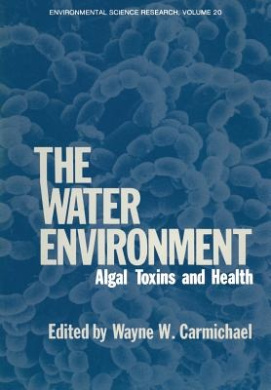 ENVIRONMENTAL SCIENCE RESEARCH, VOLUME 20
THE
WATER
ENVIRONMENT
Algal Toxins and Health
Edited by Wayne W. Carmichael